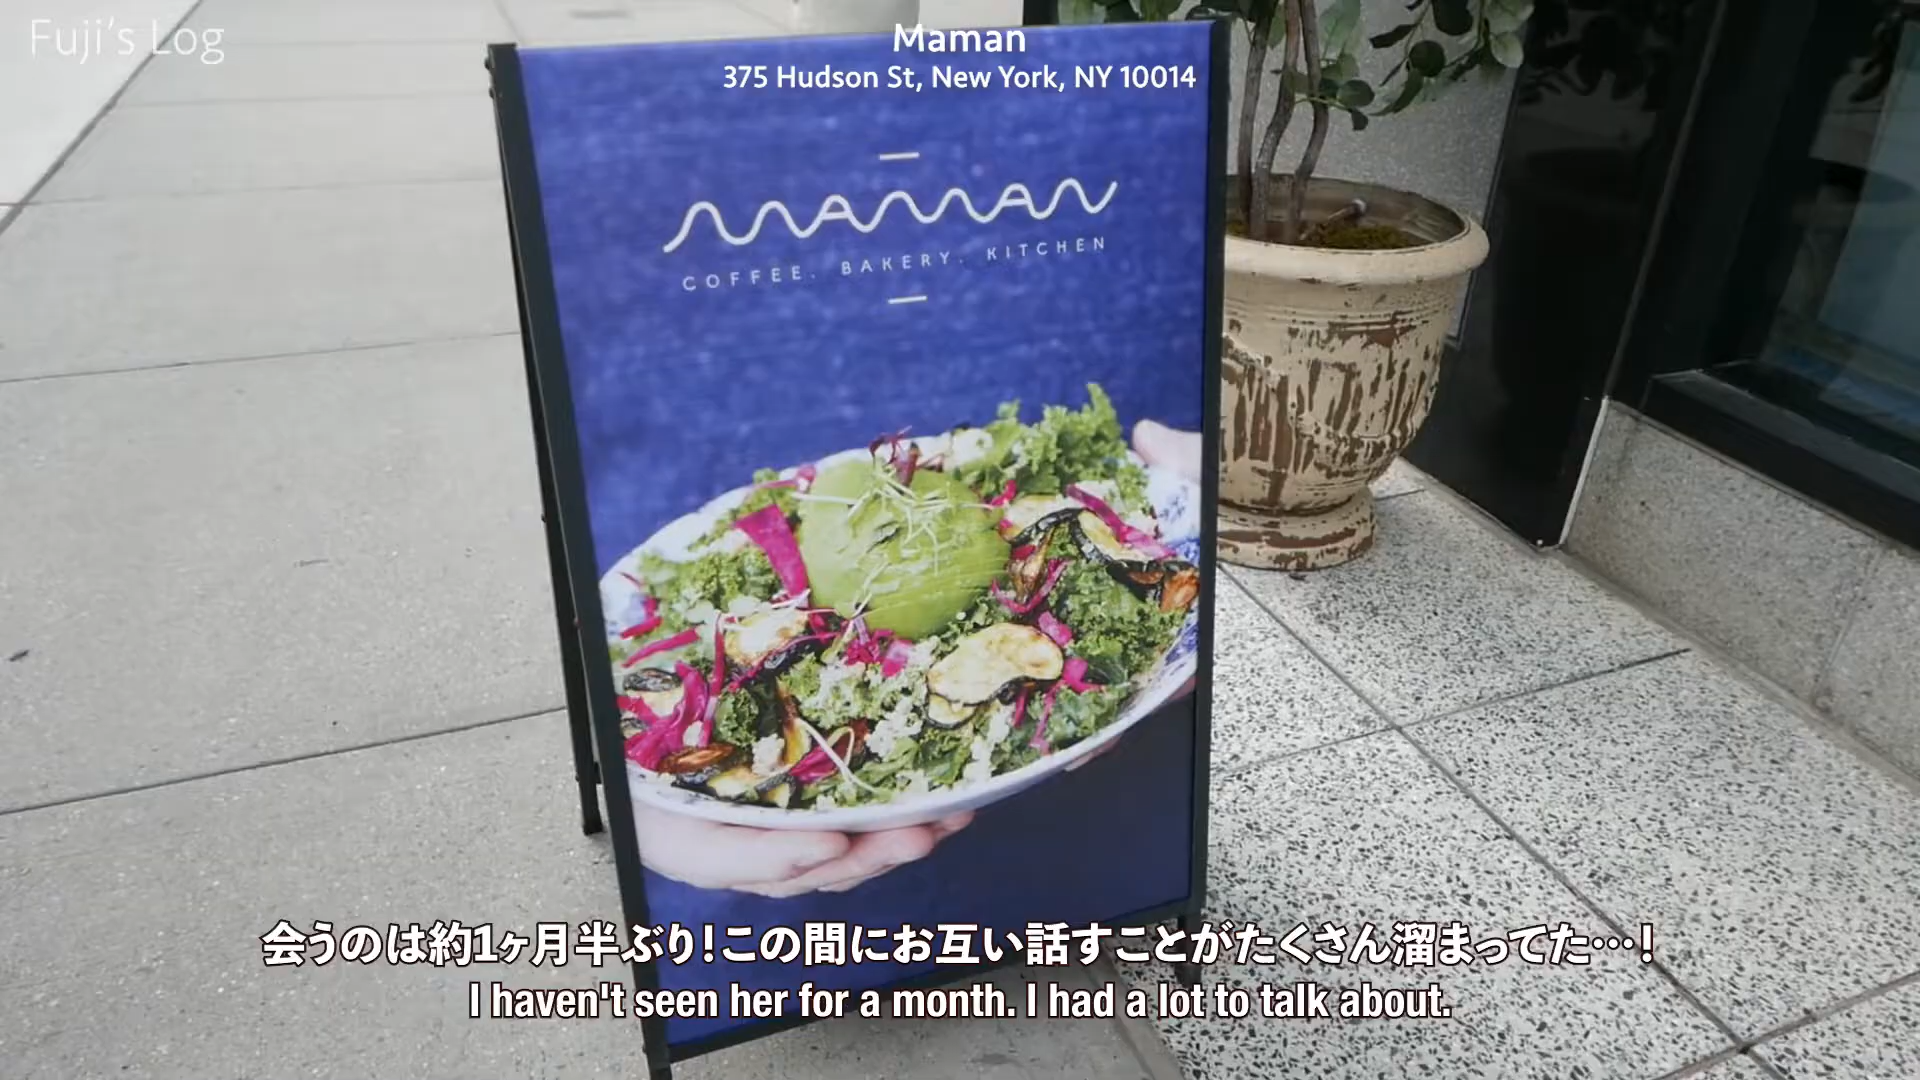 Fuji's Log
Maman
375 Hudson St, New York, NY 10014
MAMAN
COFFEE. BAKERY. KITCHEN
会うのは約1ヶ月半ぶり！この間にお互い話すことがたくさん溜まってた…！
I haven't seen her for a month. I had a lot to talk about.